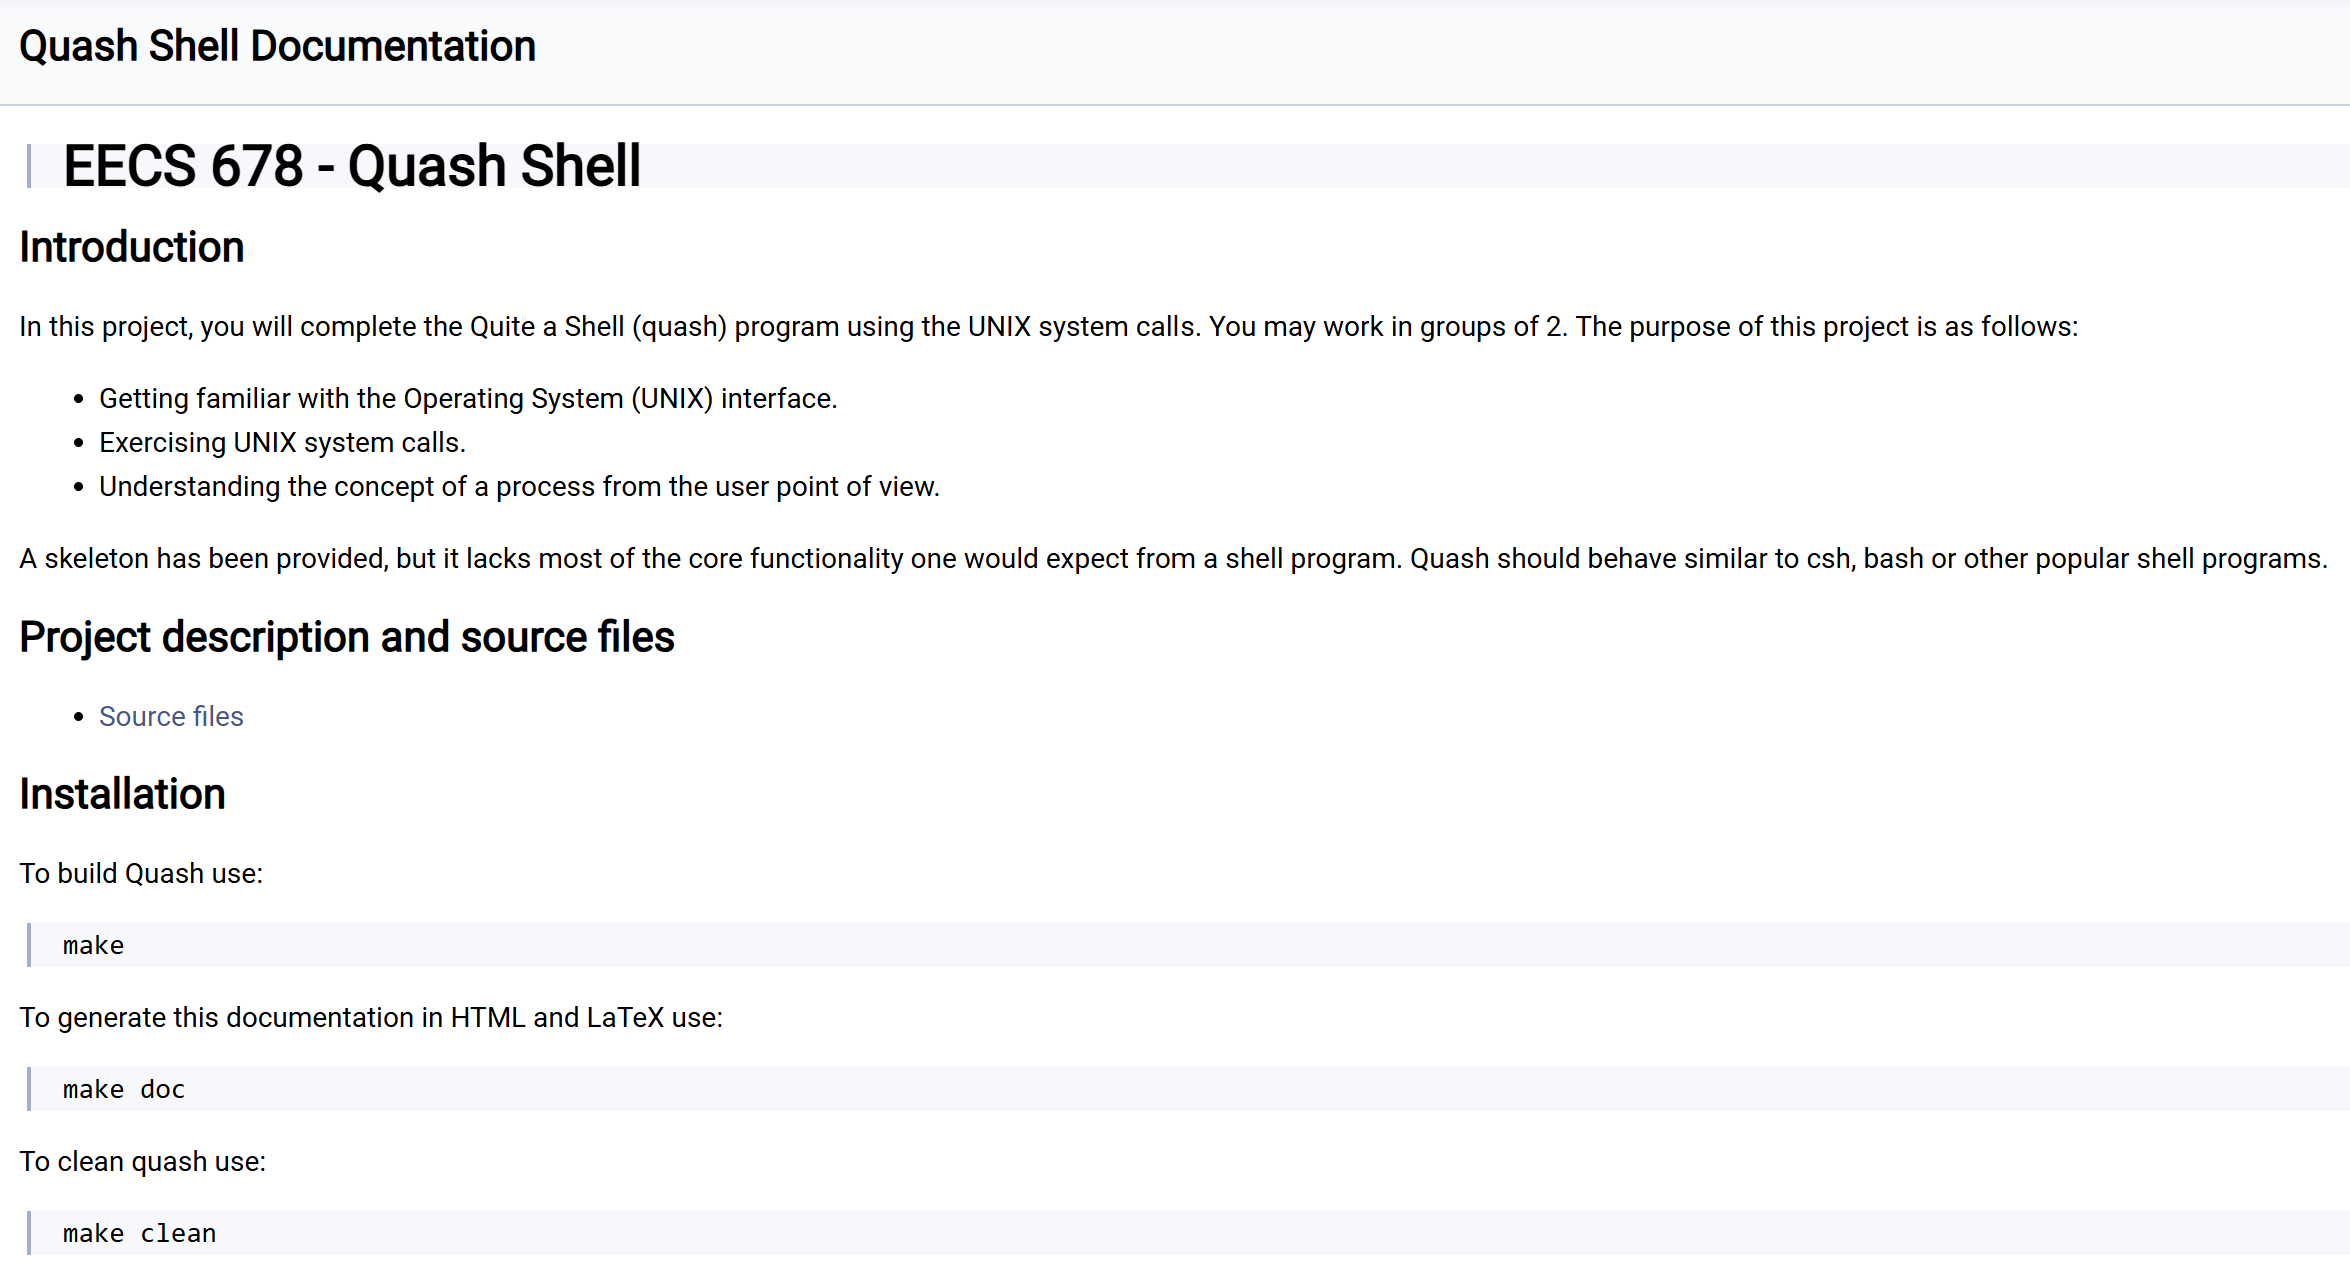 Quash Shell Documentation
EECS 678 - Quash Shell
Introduction
In this project, you will complete the Quite a Shell (quash) program using the UNIX system calls. You may work in groups of 2. The purpose of this project is as follows:
• Getting familiar with the Operating System (UNIX) interface.
• Exercising UNIX system calls.
• Understanding the concept of a process from the user point of view.
A skeleton has been provided, but it lacks most of the core functionality one would expect from a shell program. Quash should behave similar to csh, bash or other popular shell programs.
Project description and source files
• Source files
Installation
To build Quash use:
make
To generate this documentation in HTML and LaTeX use:
make doc
To clean quash use:
make clean